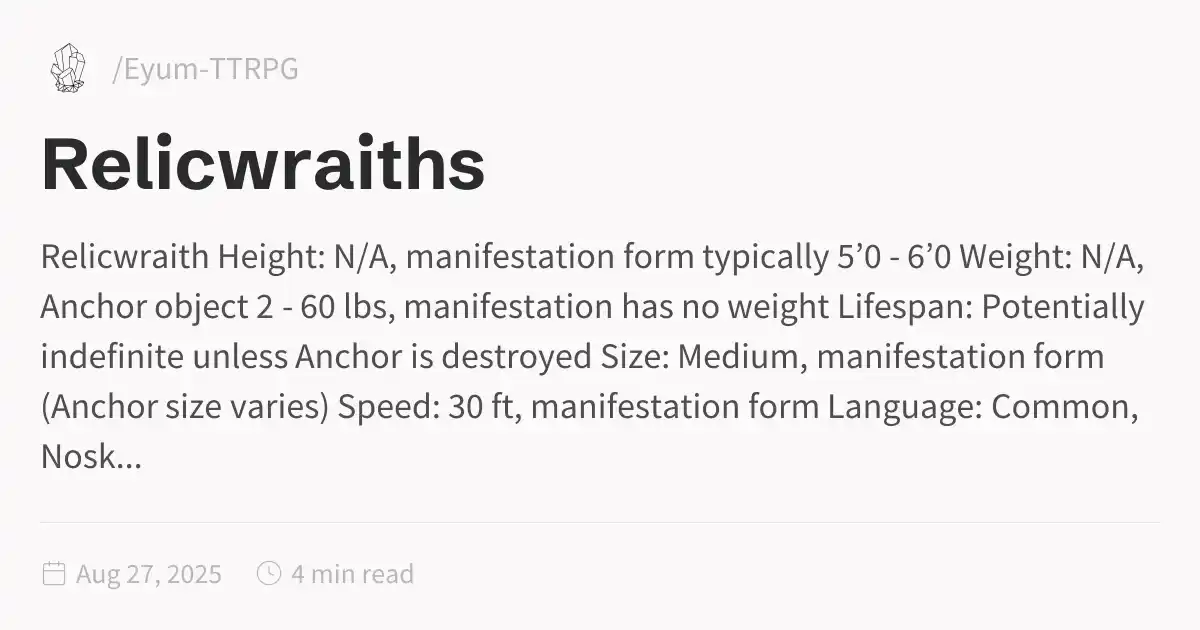 /Eyum-TTRPG
Relicwraiths
Relicwraith Height: N/A, manifestation form typically 5’0 - 6’0 Weight: N/A,
Anchor object 2 - 60 lbs, manifestation has no weight Lifespan: Potentially
indefinite unless Anchor is destroyed Size: Medium, manifestation form
(Anchor size varies) Speed: 30 ft, manifestation form Language: Common,
Nosk...
Aug 27, 2025 4 min read